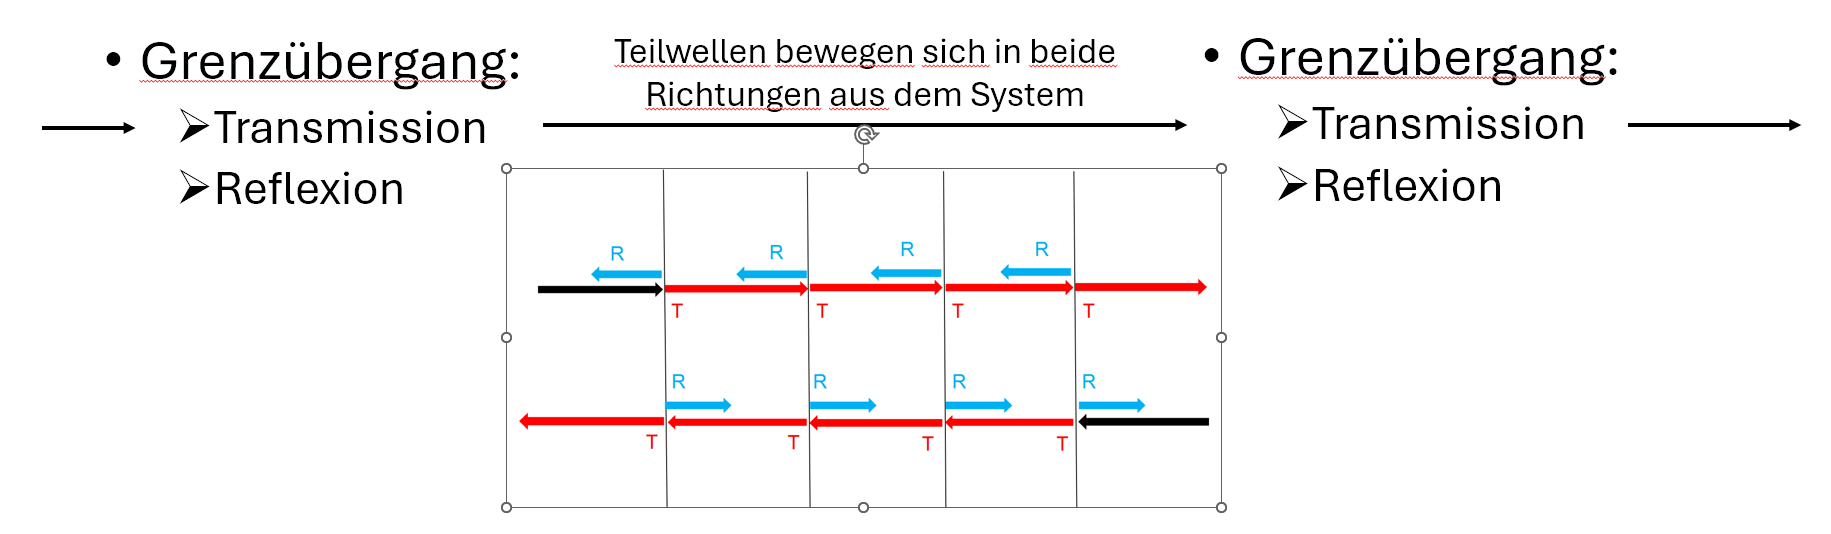 • Grenzübergang:
➢Transmission
➢Reflexion
Teilwellen bewegen sich in beide
Richtungen aus dem System
• Grenzübergang:
➢Transmission
➢Reflexion
R R R R
T T T T
R R R R
T T T T